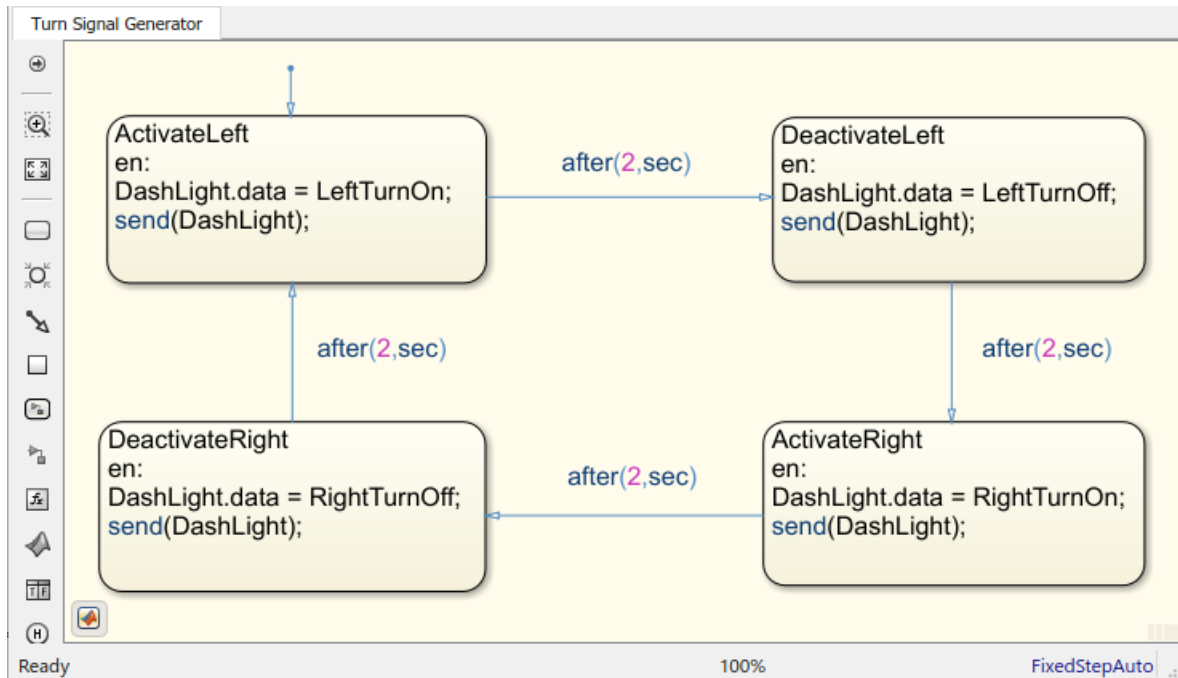 Turn Signal Generator
ActivateLeft
en:
DashLight.data = LeftTurnOn;
send(DashLight);
after(2,sec)
DeactivateLeft
en:
DashLight.data = LeftTurnOff;
send(DashLight);
after(2,sec)
after(2,sec)
DeactivateRight
en:
DashLight.data = RightTurnOff;
send(DashLight);
after(2,sec)
ActivateRight
en:
DashLight.data = RightTurnOn;
send(DashLight);
fx
T F
H
Ready
100%
FixedStepAuto